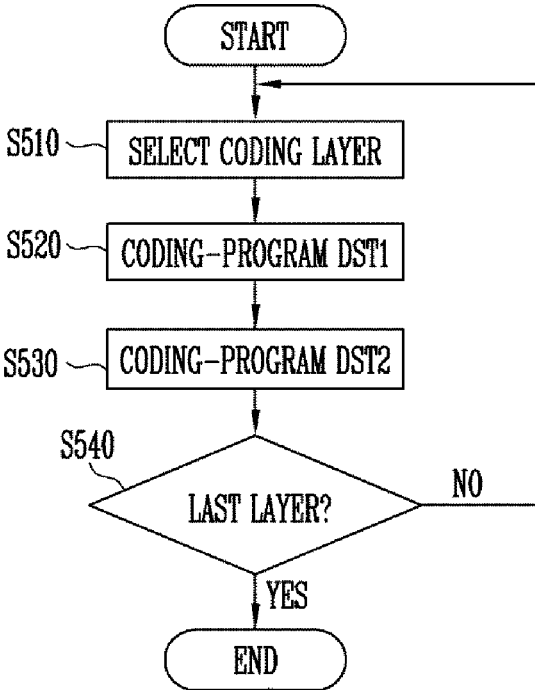 START
S510
SELECT CODING LAYER
S520
CODING-PROGRAM DST1
S530
CODING-PROGRAM DST2
S540
LAST LAYER?
NO
YES
END